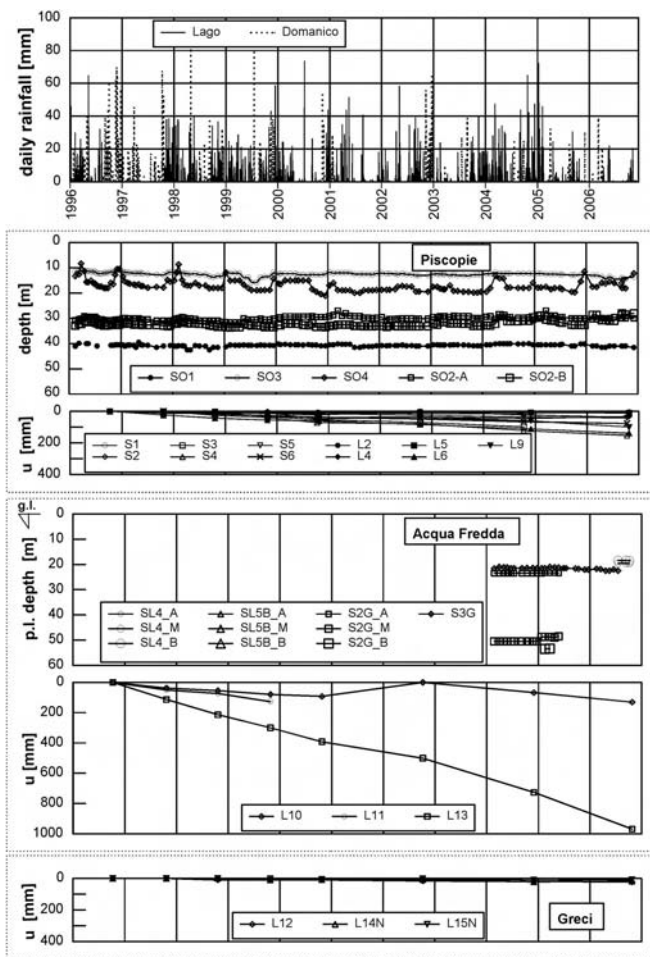 100
Lago Domanico
80
60
40
20
0
daily rainfall [mm]
1996 1997 1998 1999 2000 2001 2002 2003 2004 2005 2006
0
Piscopie
10
20
30
40
50
60
depth [m]
SO1 SO3 SO4 SO2-A SO2-B
0
100
200
u [mm]
S1 S3 S5 L2 L5 L9
S2 S4 S6 L4 L6
g.l.
0
Acqua Fredda
10
20
30
40
50
60
p.l. depth [m]
SL4_A SL5B_A S2G_A S3G
SL4_M SL5B_M S2G_M
SL4_B SL5B_B S2G_B
0
200
400
600
800
1000
u [mm]
L10 L11 L13
0
200
400
u [mm]
L12 L14N L15N
Greci